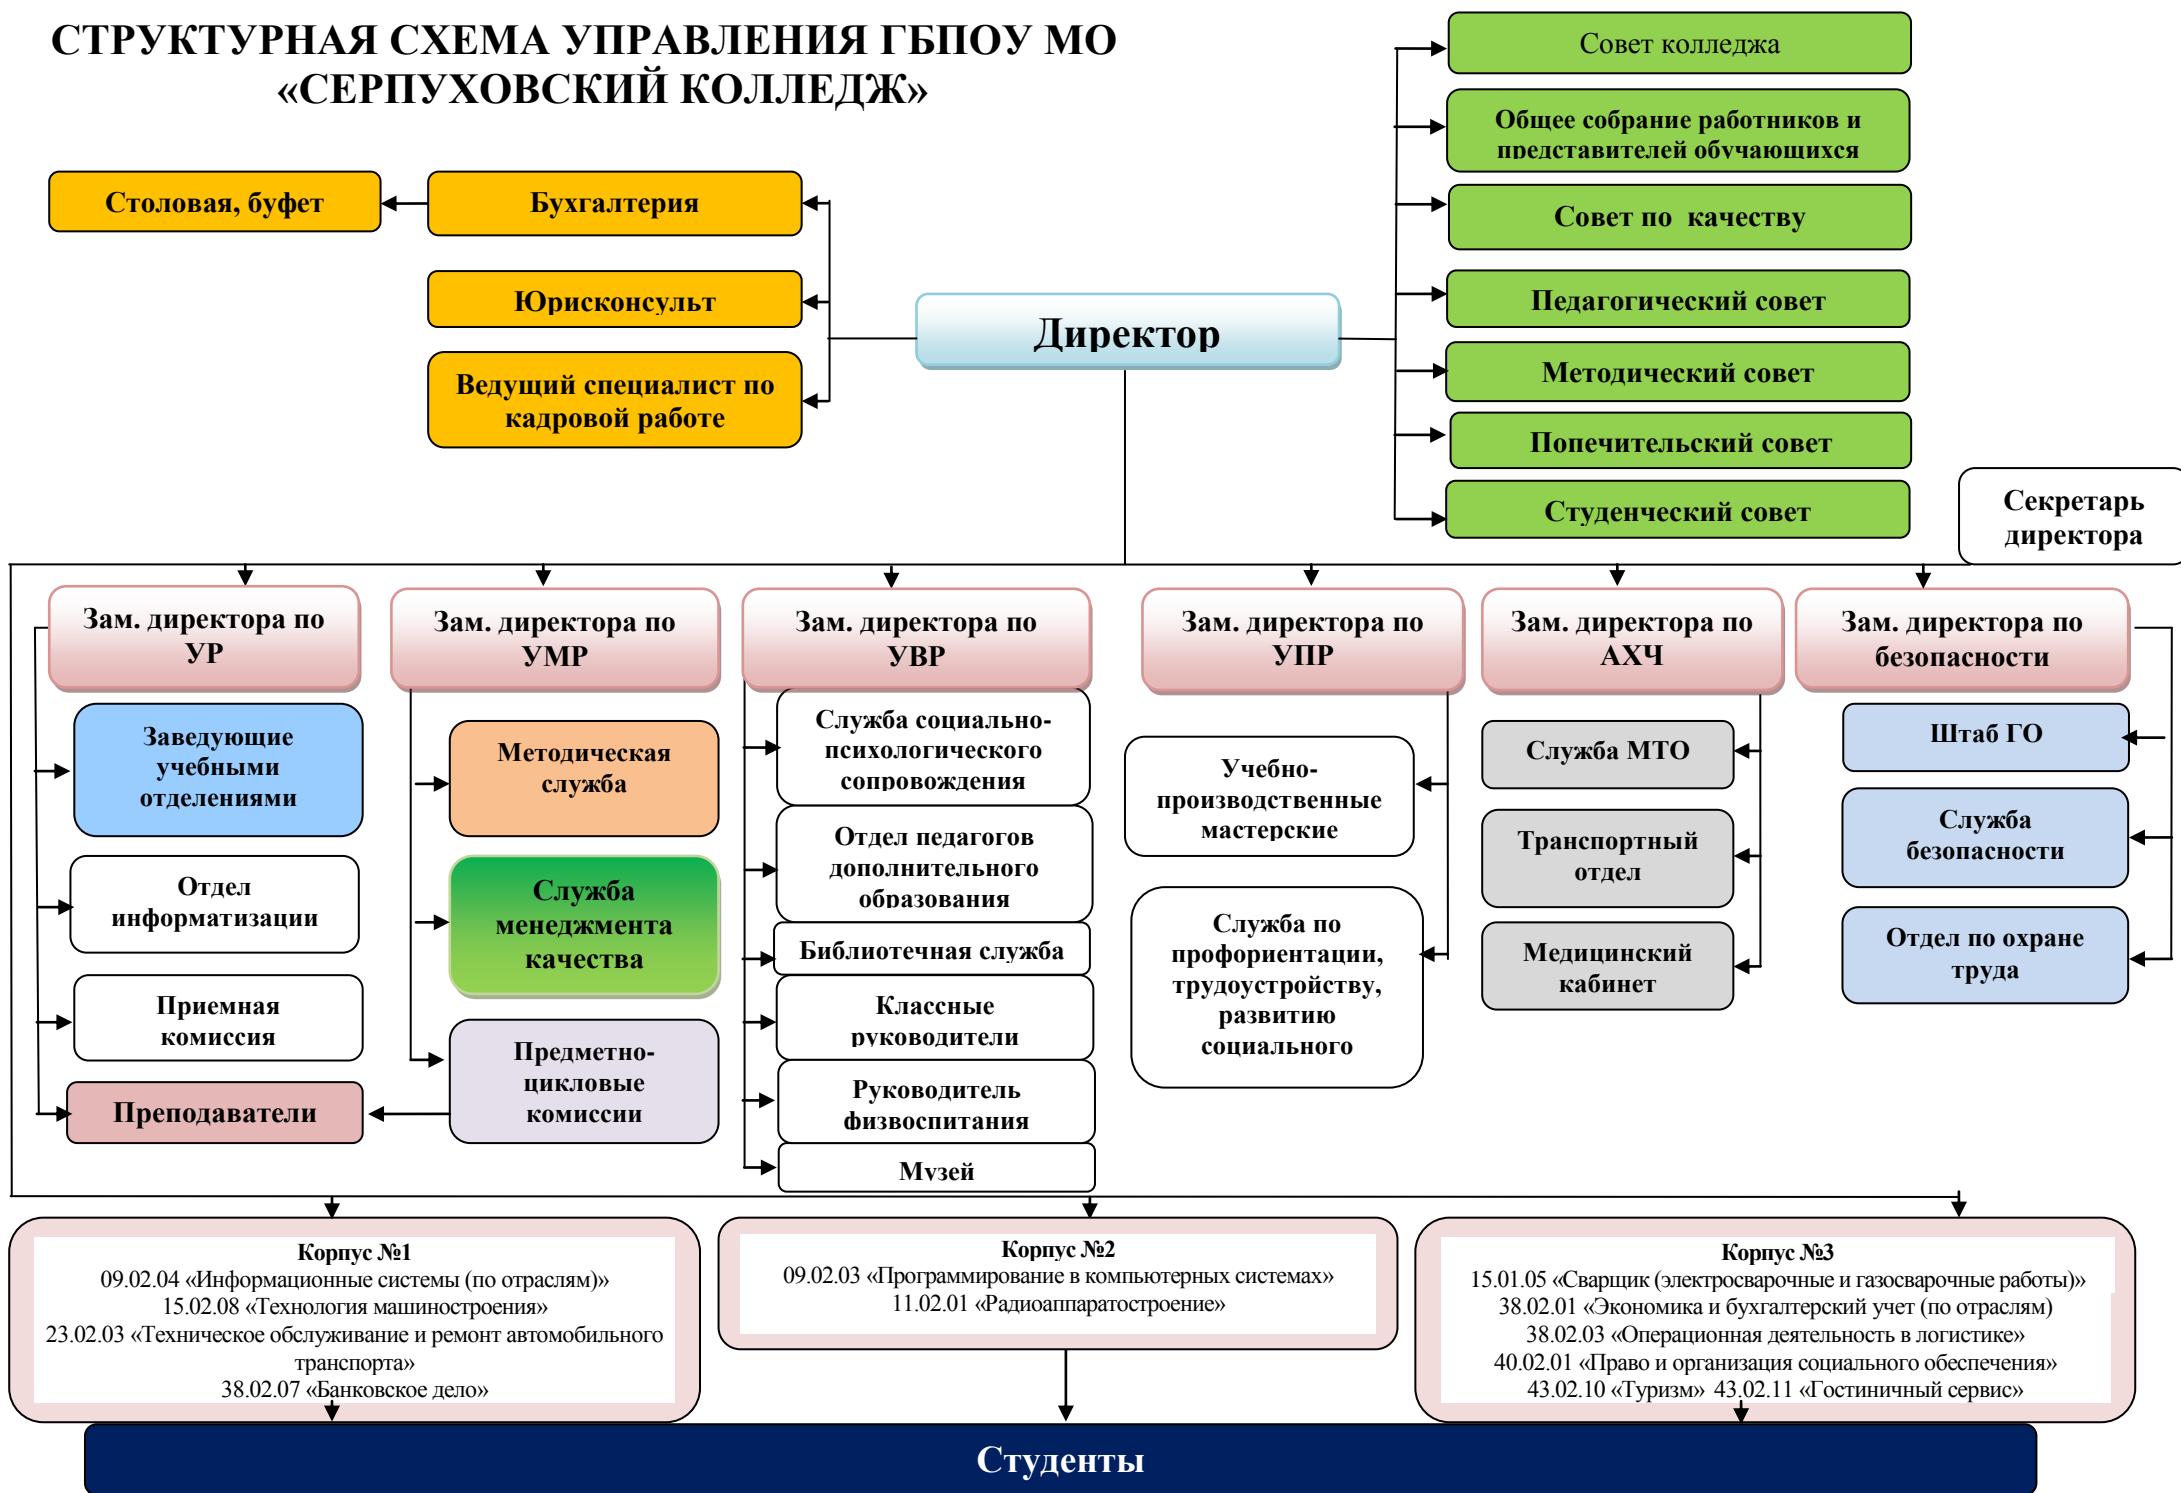 СТРУКТУРНАЯ СХЕМА УПРАВЛЕНИЯ ГБПОУ МО
«СЕРПУХОВСКИЙ КОЛЛЕДЖ»
Совет колледжа
Общее собрание работников и
представителей обучающихся
Совет по качеству
Педагогический совет
Методический совет
Попечительский совет
Студенческий совет
Столовая, буфет
Бухгалтерия
Юрисконсульт
Ведущий специалист по
кадровой работе
Директор
Секретарь
директора
Зам. директора по
УР
Зам. директора по
УМР
Зам. директора по
УВР
Зам. директора по
УПР
Зам. директора по
АХЧ
Зам. директора по
безопасности
Заведующие
учебными
отделениями
Отдел
информатизации
Приемная
комиссия
Преподаватели
Методическая
служба
Служба
менеджмента
качества
Предметно-
цикловые
комиссии
Служба социально-
психологического
сопровождения
Отдел педагогов
дополнительного
образования
Библиотечная служба
Классные
руководители
Руководитель
физвоспитания
Музей
Учебно-
производственные
мастерские
Служба по
профориентации,
трудоустройству,
развитию
социального
Служба МТО
Транспортный
отдел
Медицинский
кабинет
Штаб ГО
Служба
безопасности
Отдел по охране
труда
Корпус №1
09.02.04 «Информационные системы (по отраслям)»
15.02.08 «Технология машиностроения»
23.02.03 «Техническое обслуживание и ремонт автомобильного
транспорта»
38.02.07 «Банковское дело»
Корпус №2
09.02.03 «Программирование в компьютерных системах»
11.02.01 «Радиоаппаратостроение»
Корпус №3
15.01.05 «Сварщик (электросварочные и газосварочные работы)»
38.02.01 «Экономика и бухгалтерский учет (по отраслям)
38.02.03 «Операционная деятельность в логистике»
40.02.01 «Право и организация социального обеспечения»
43.02.10 «Туризм» 43.02.11 «Гостиничный сервис»
Студенты